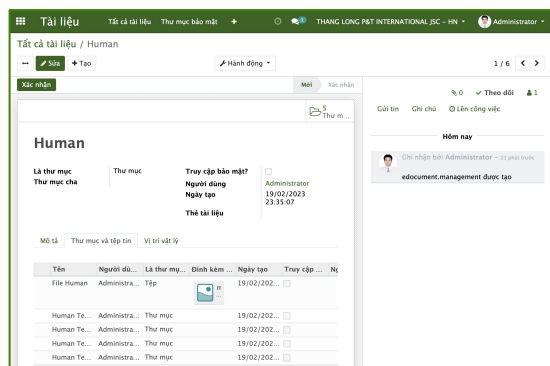 Tài liệu Tất cả tài liệu Thư mục bảo mật + THANG LONG P&T INTERNATIONAL JSC – HN Administrator
Tất cả tài liệu / Human
Sửa + Tạo Hành động 1 / 6
Xác nhận Mới Xác nhận
0 Theo dõi 1
5
Thư m...
Gửi tin Ghi chú Lên công việc
Hôm nay
Human
Ghi nhận bởi Administrator – 22 phút trước
edocument.management được tạo
Là thư mục Thư mục Truy cập bảo mật?
Thư mục cha Người dùng Administrator
Ngày tạo 19/02/2023
23:35:07
Thẻ tài liệu
Mô tả Thư mục và tệp tin Vị trí vật lý
Tên Người dù... Là thư mụ... Đính kèm ... Ngày tạo Truy cập ... Ng
File Human Administra... Tệp 19/02/202...
Human Te... Administra... Thư mục 19/02/202...
Human Te... Administra... Thư mục 19/02/202...
Human Te... Administra... Thư mục 19/02/202...
Human Te... Administra... Thư mục 19/02/202...